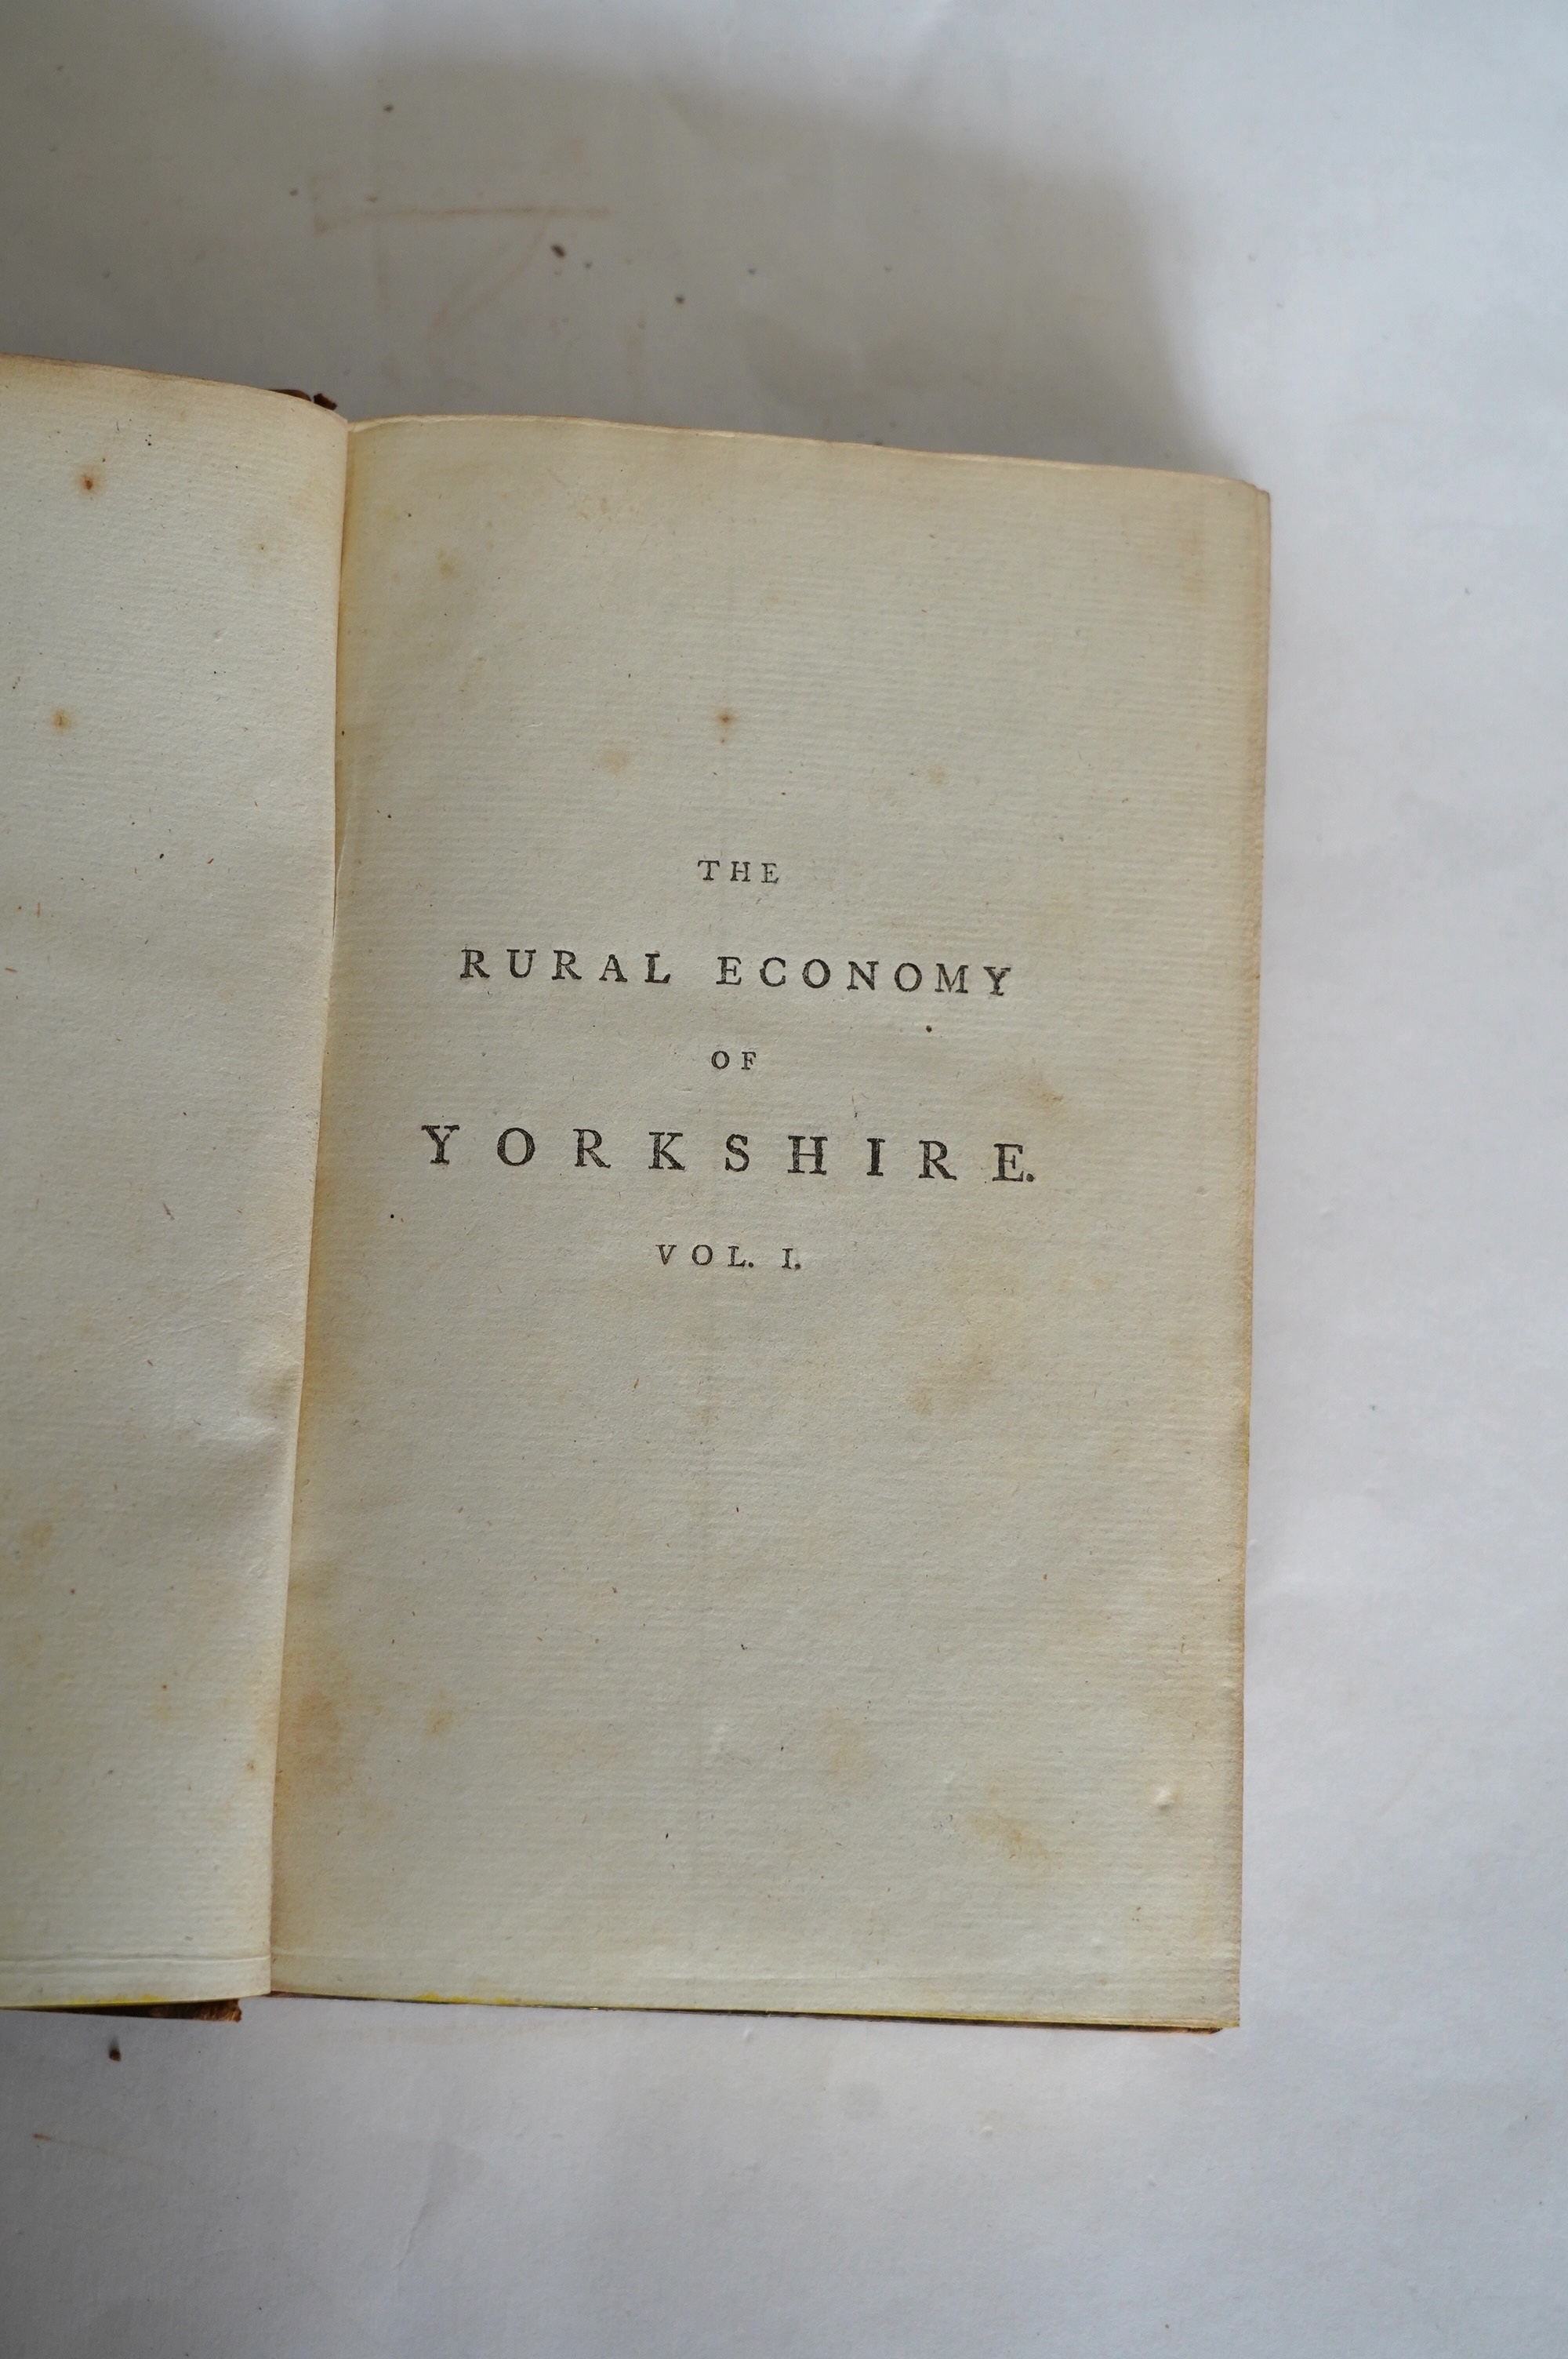 THE
RURAL ECONOMY
OF
YORKSHIRE.
VOL. I.